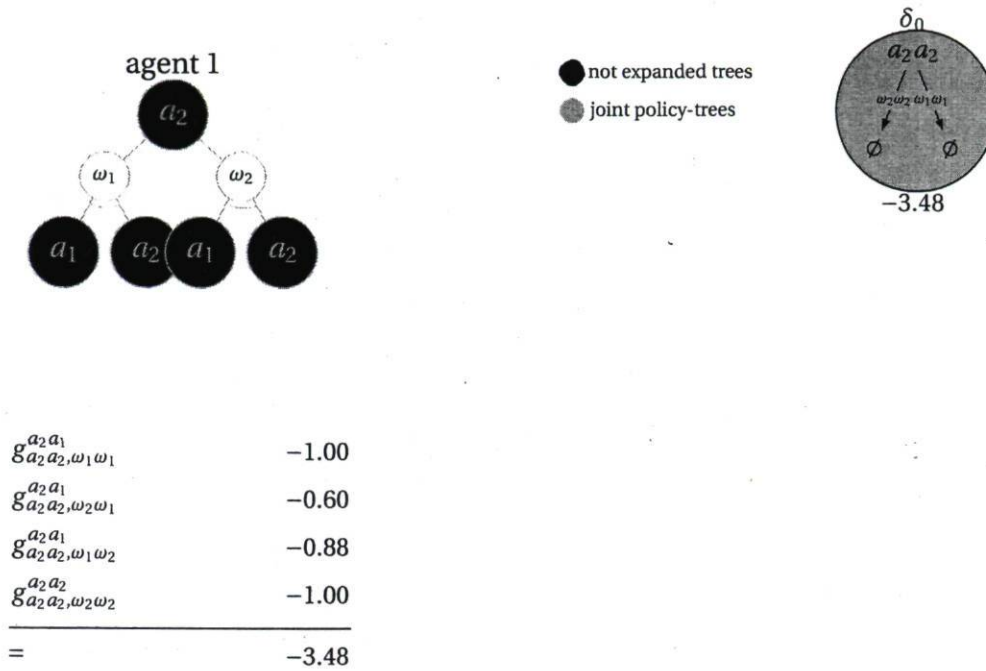 agent 1
a₂
ω₁ ω₂
a₁ a₂ a₁ a₂
not expanded trees
joint policy-trees
δ₀
a₂ a₂
ω₂ω₂ ω₁ω₁
∅ ∅
−3.48
g^{a₂a₁}_{a₂a₂,ω₁ω₁} −1.00
g^{a₂a₁}_{a₂a₂,ω₂ω₁} −0.60
g^{a₂a₁}_{a₂a₂,ω₁ω₂} −0.88
g^{a₂a₂}_{a₂a₂,ω₂ω₂} −1.00
= −3.48